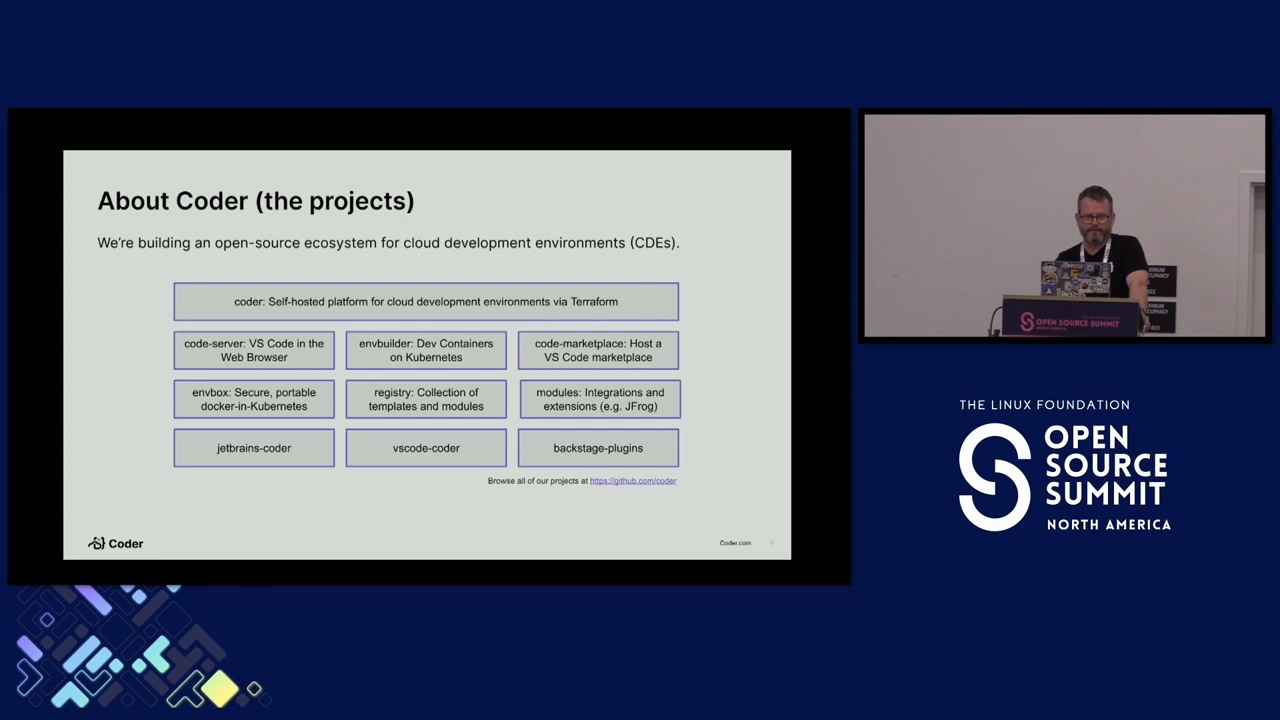 About Coder (the projects)
We're building an open-source ecosystem for cloud development environments (CDEs).
coder: Self-hosted platform for cloud development environments via Terraform
code-server: VS Code in the
Web Browser
envbuilder: Dev Containers
on Kubernetes
code-marketplace: Host a
VS Code marketplace
envbox: Secure, portable
docker-in-Kubernetes
registry: Collection of
templates and modules
modules: Integrations and
extensions (e.g. JFrog)
jetbrains-coder
vscode-coder
backstage-plugins
Browse all of our projects at https://github.com/coder
Coder
Coder.com
4
OPEN SOURCE SUMMIT
NORTH AMERICA
THE LINUX FOUNDATION
OPEN
SOURCE
SUMMIT
NORTH AMERICA